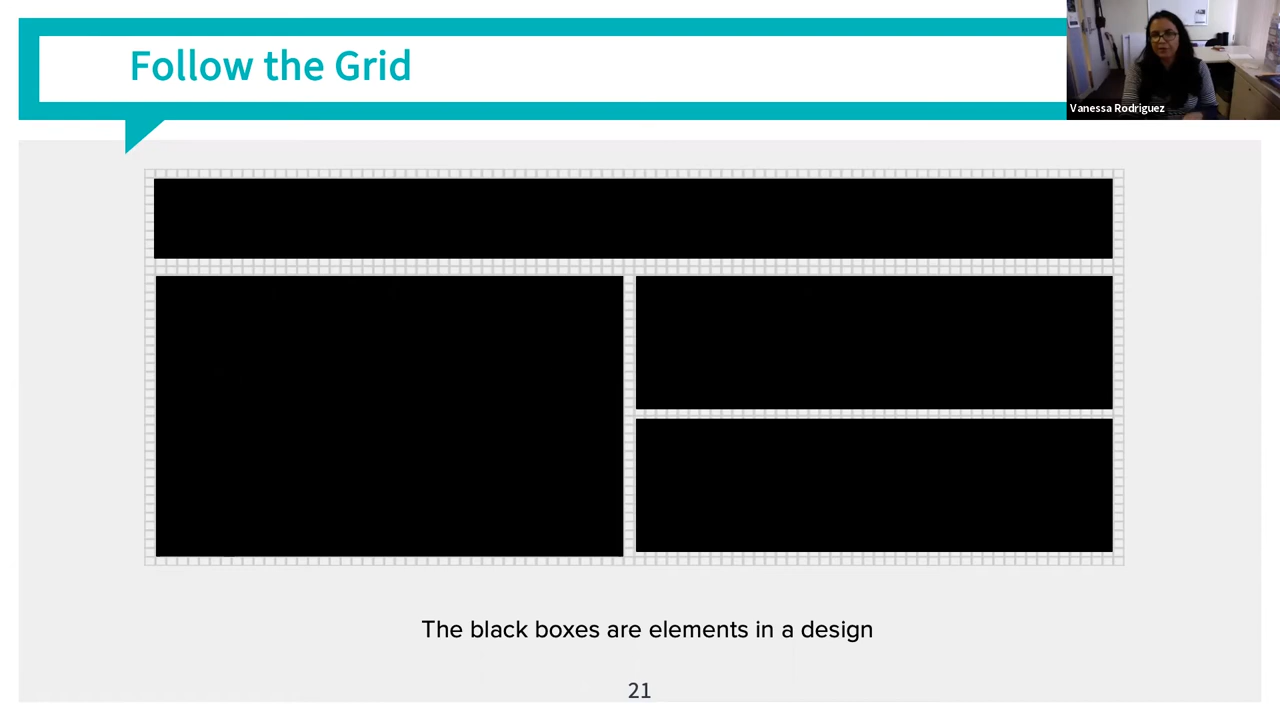 Follow the Grid
Vanessa Rodriguez
The black boxes are elements in a design
21